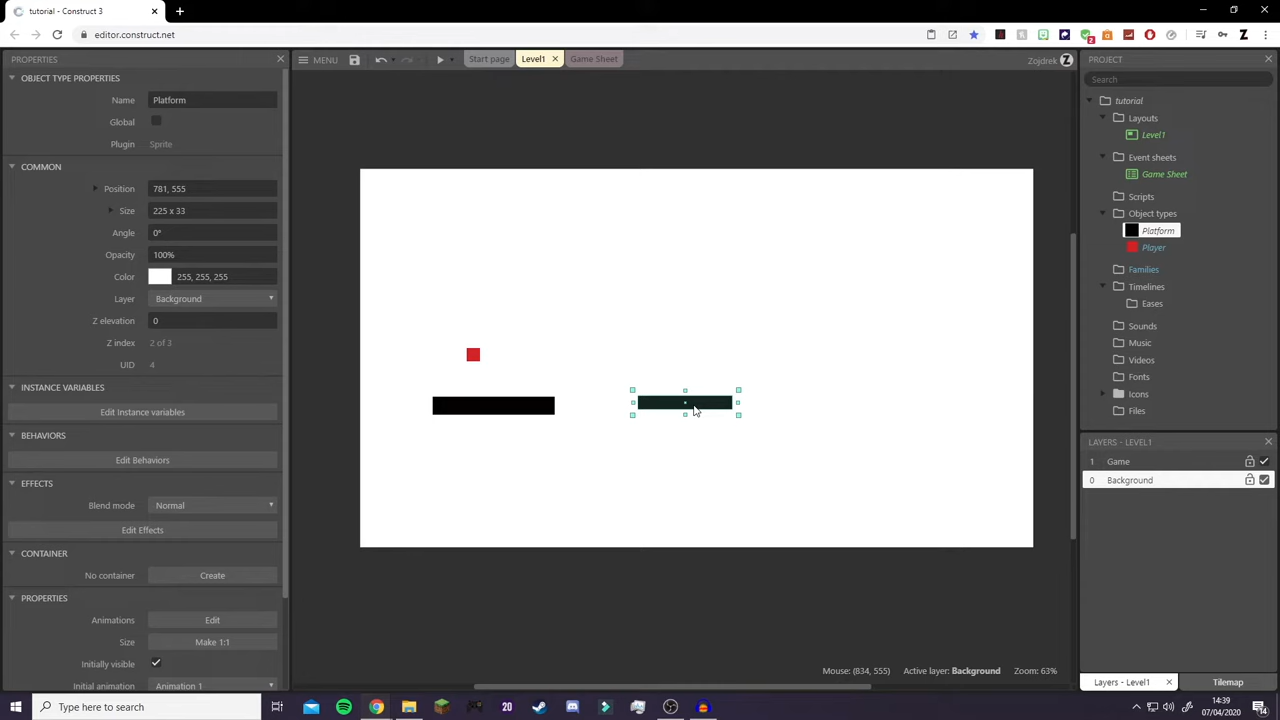 tutorial - Construct 3
editor.construct.net
2
PROPERTIES
OBJECT TYPE PROPERTIES
Name Platform
Global
Plugin Sprite
COMMON
Position 781, 555
Size 225 x 33
Angle 0°
Opacity 100%
Color 255, 255, 255
Layer Background
Z elevation 0
Z index 2 of 3
UID 4
INSTANCE VARIABLES
Edit Instance variables
BEHAVIORS
Edit Behaviors
EFFECTS
Blend mode Normal
Edit Effects
CONTAINER
No container Create
PROPERTIES
Animations Edit
Size Make 1:1
Initially visible
Initial animation Animation 1
MENU
Start page
Level1
Game Sheet
Zojdrek
Mouse: (834, 555) Active layer: Background Zoom: 63%
PROJECT
Search
tutorial
Layouts
Level1
Event sheets
Game Sheet
Scripts
Object types
Platform
Player
Families
Timelines
Eases
Sounds
Music
Videos
Fonts
Icons
Files
LAYERS - LEVEL1
1 Game
0 Background
Layers - Level1
Tilemap
Type here to search
20
14:39
07/04/2020
14